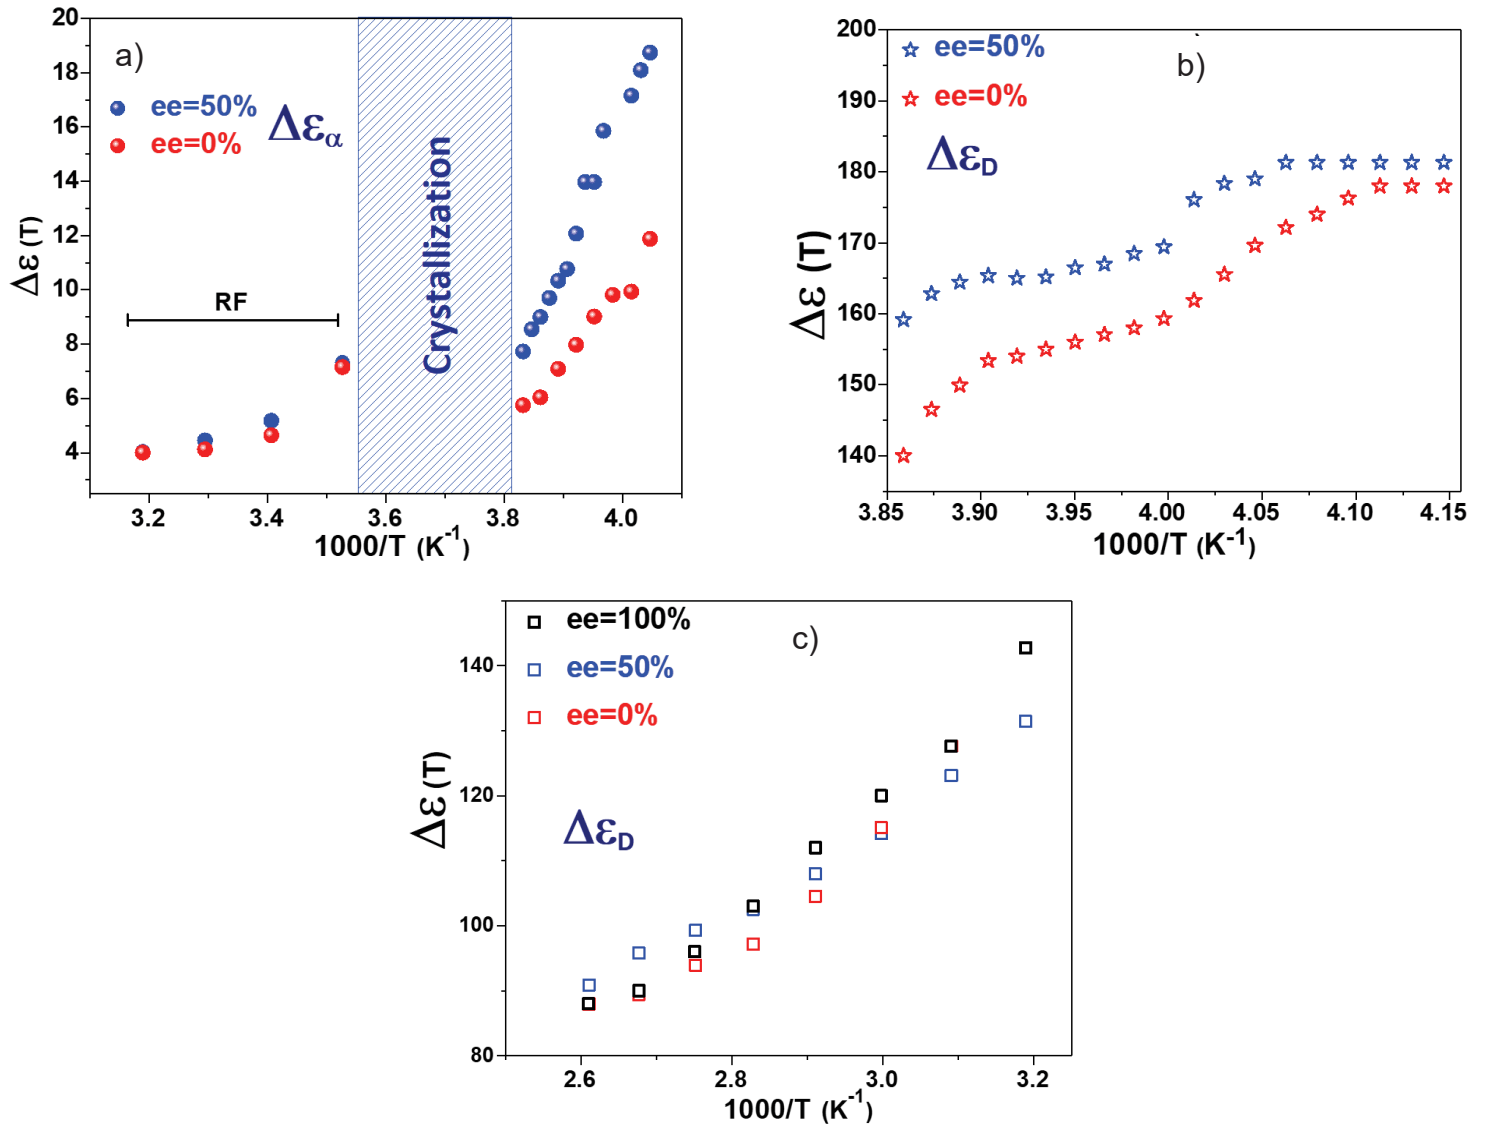 a)
ee=50%
ee=0%
Δεα
RF
Crystallization
Δε (T)
20
18
16
14
12
10
8
6
4
3.2 3.4 3.6 3.8 4.0
1000/T (K-1)
b)
ee=50%
ee=0%
ΔεD
Δε (T)
200
190
180
170
160
150
140
3.85 3.90 3.95 4.00 4.05 4.10 4.15
1000/T (K-1)
c)
ee=100%
ee=50%
ee=0%
ΔεD
Δε (T)
140
120
100
80
2.6 2.8 3.0 3.2
1000/T (K-1)